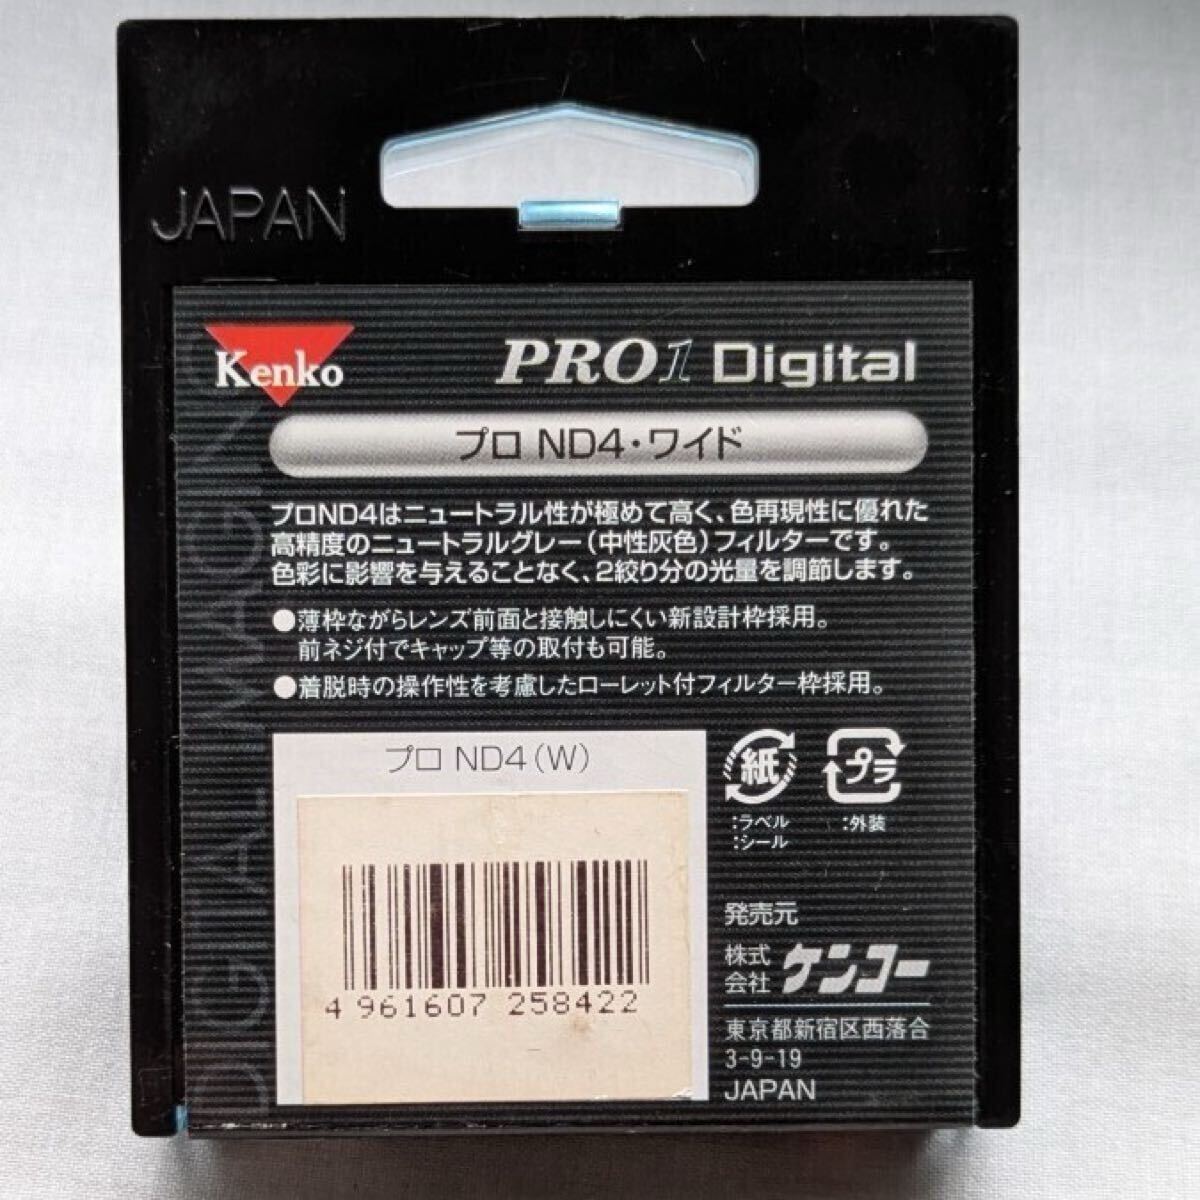 JAPAN
Kenko
PRO1 Digital
プロ ND4・ワイド
プロND4はニュートラル性が極めて高く、色再現性に優れた
高精度のニュートラルグレー(中性灰色)フィルターです。
色彩に影響を与えることなく、2絞り分の光量を調節します。
●薄枠ながらレンズ前面と接触しにくい新設計枠採用。
前ネジ付でキャップ等の取付も可能。
●着脱時の操作性を考慮したローレット付フィルター枠採用。
DIGITAL IMAGING
プロ ND4(W)
4 961607 258422
紙
:ラベル
:シール
プラ
:外装
発売元
株式
会社 ケンコー
東京都新宿区西落合
3-9-19
JAPAN